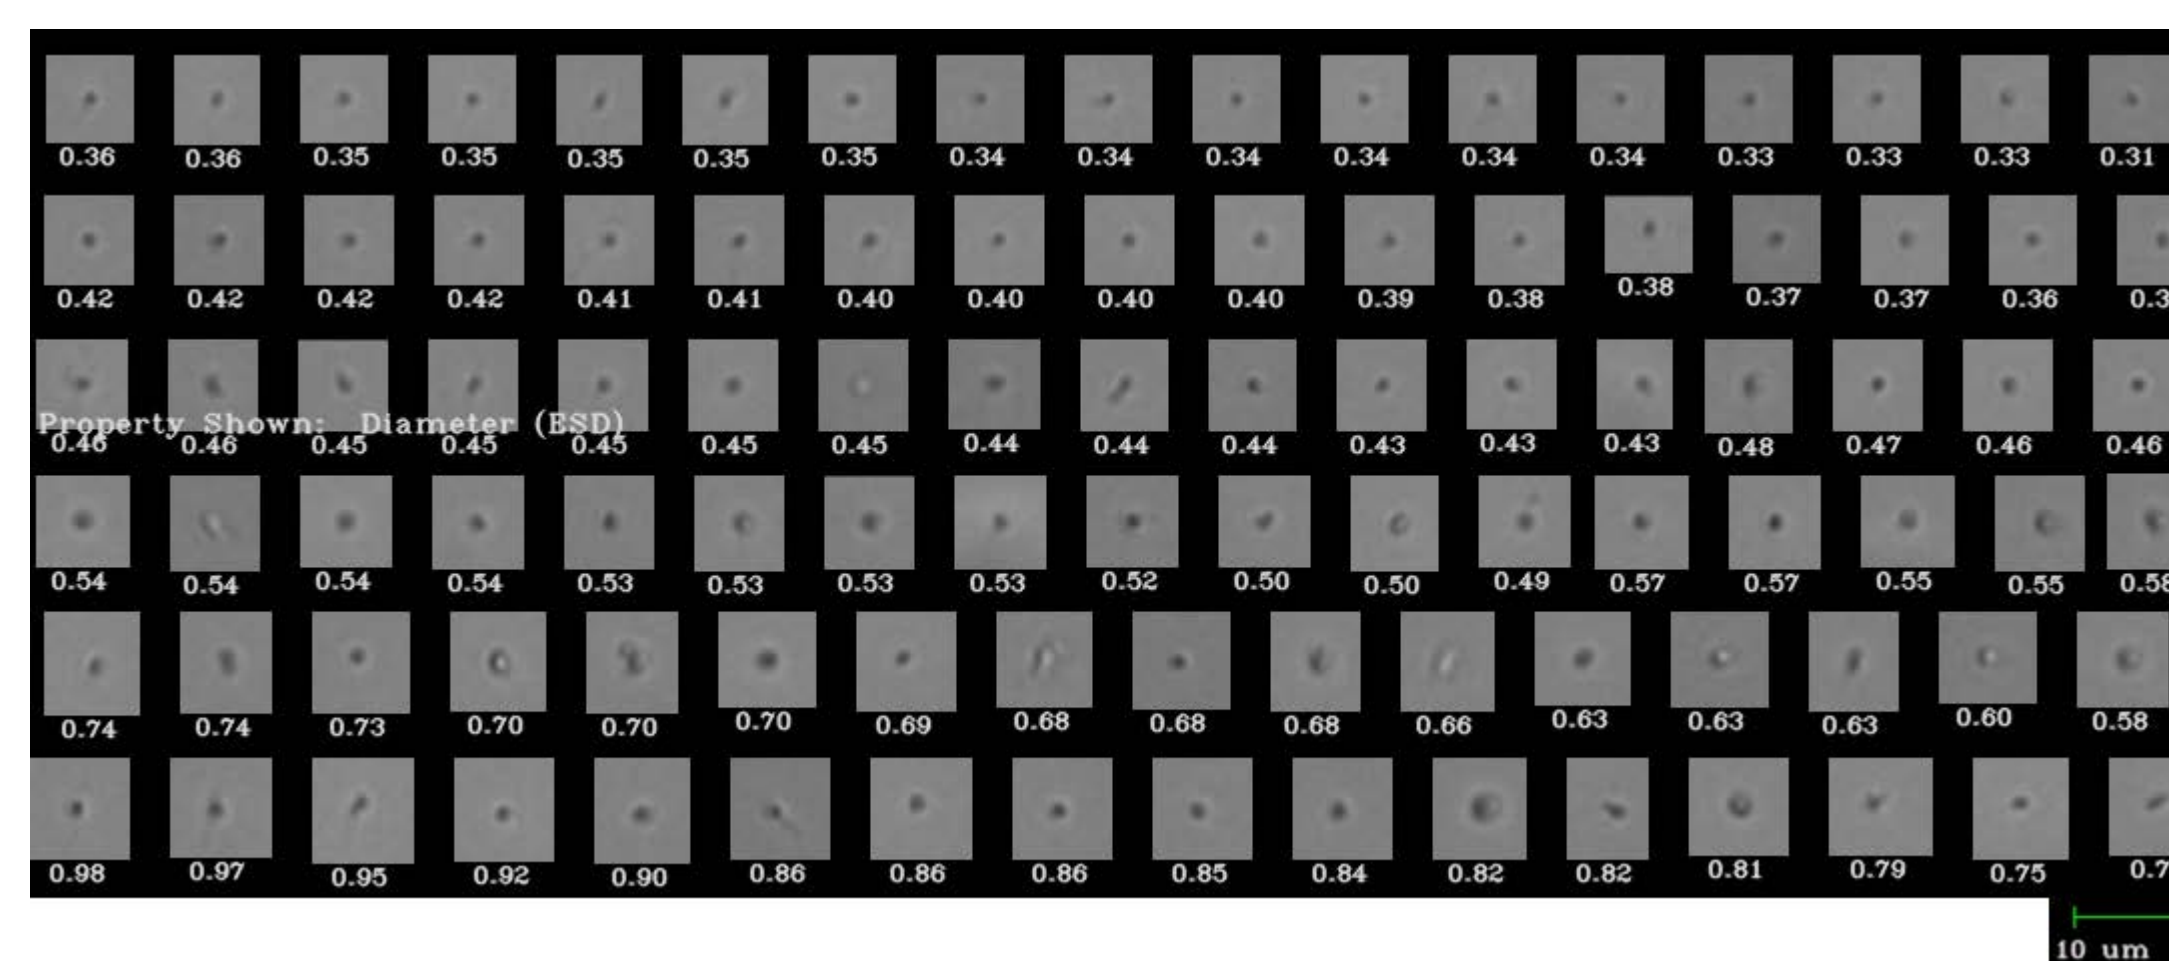 0.36 0.36 0.35 0.35 0.35 0.35 0.35 0.34 0.34 0.34 0.34 0.34 0.34 0.33 0.33 0.33 0.31
0.42 0.42 0.42 0.42 0.41 0.41 0.40 0.40 0.40 0.40 0.39 0.38 0.38 0.37 0.37 0.36
Property Shown: Diameter (ESD)
0.46 0.46 0.45 0.45 0.45 0.45 0.45 0.44 0.44 0.44 0.43 0.43 0.43 0.48 0.47 0.46 0.46
0.54 0.54 0.54 0.54 0.53 0.53 0.53 0.53 0.52 0.50 0.50 0.49 0.57 0.57 0.55 0.55 0.58
0.74 0.74 0.73 0.70 0.70 0.70 0.69 0.68 0.68 0.68 0.66 0.63 0.63 0.63 0.60 0.58
0.98 0.97 0.95 0.92 0.90 0.86 0.86 0.86 0.85 0.84 0.82 0.82 0.81 0.79 0.75
10 um